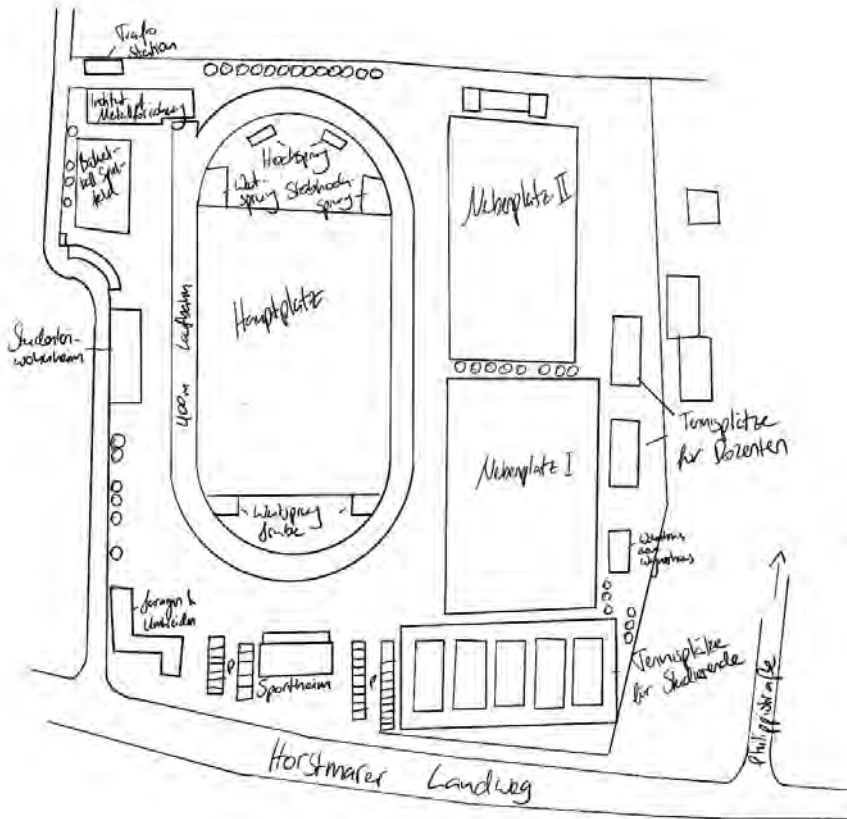 Trafo
Station
Institut f.
Metallforschung
Basket-
ball Spiel-
feld
Hochsprung
Weit-
sprung
Stabhoch-
sprung
Nebenplatz II
Hauptplatz
400m Laufbahn
Studenten-
wohnheim
Nebenplatz I
Tennisplätze
für Dozenten
Weitsprung
Grube
Garagen &
Umkleiden
P
Sportheim
P
Tennisplätze
für Studierende
Philippistraße
Horstmarer Landweg